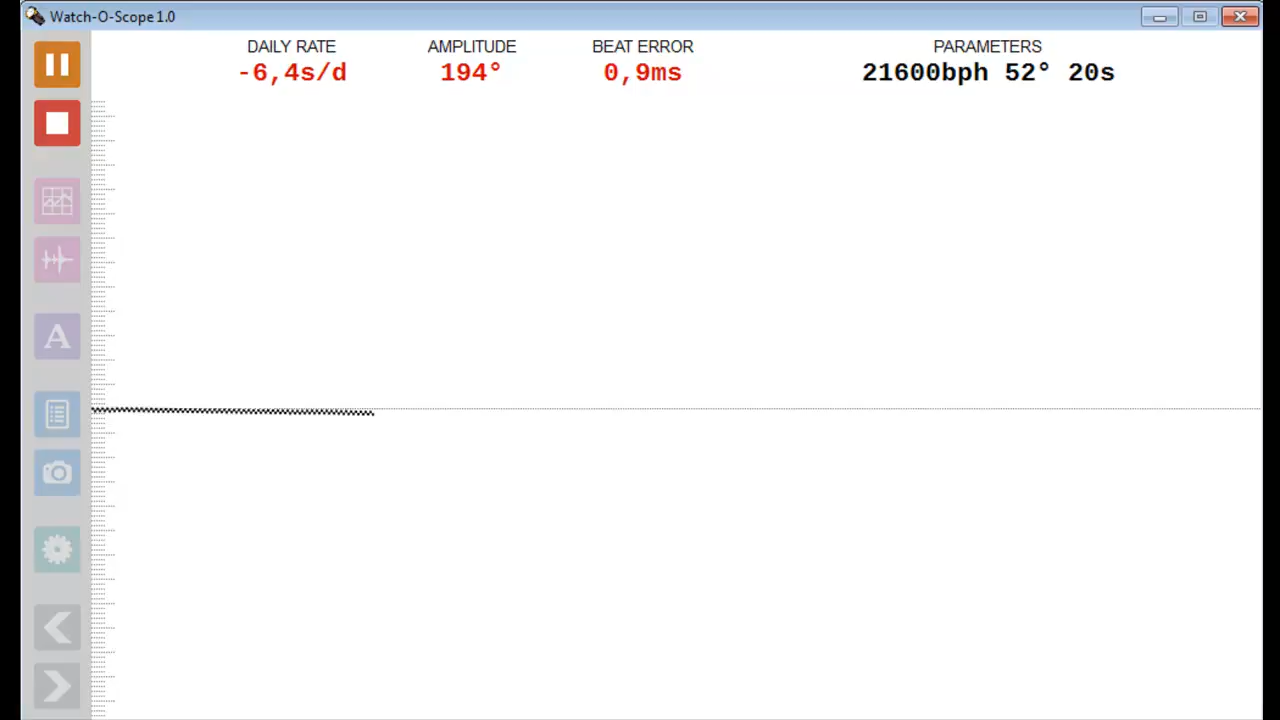 Watch-O-Scope 1.0
DAILY RATE AMPLITUDE BEAT ERROR PARAMETERS
-6,4s/d 194° 0,9ms 21600bph 52° 20s
A